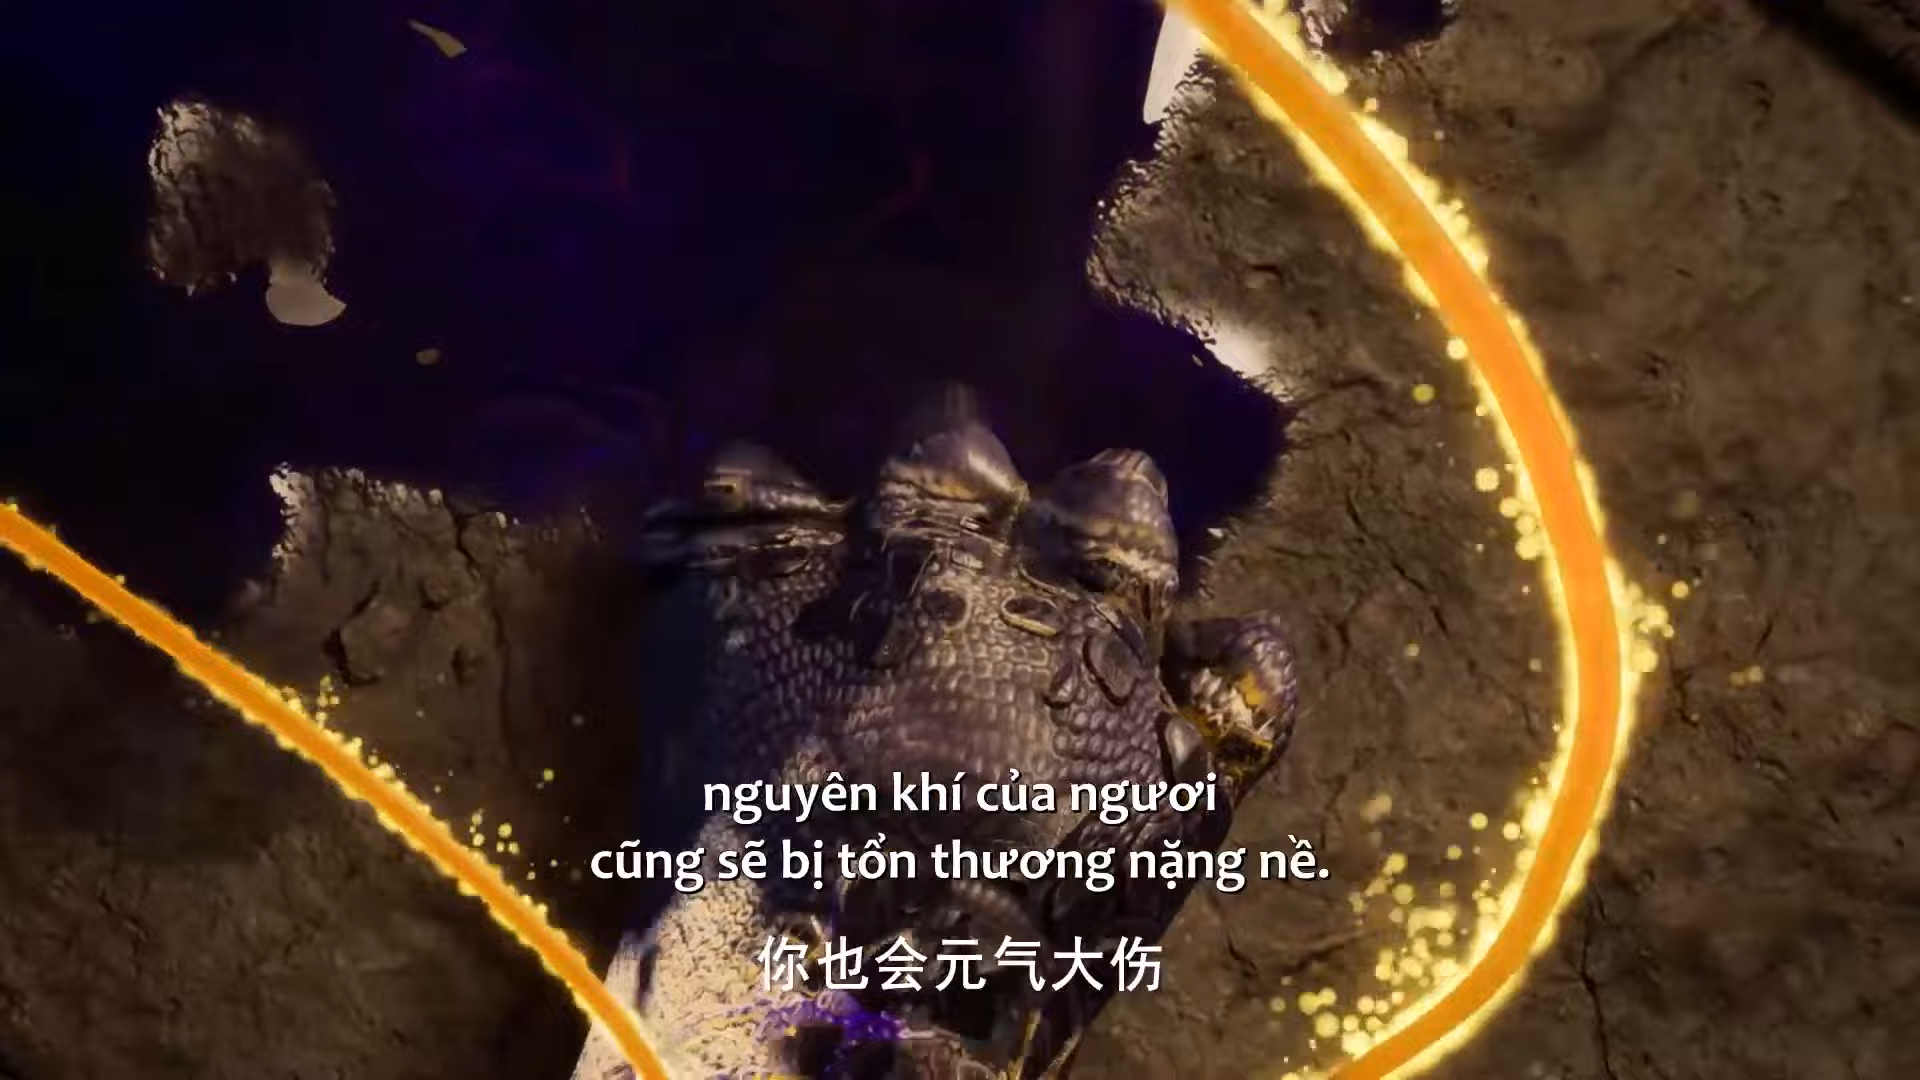 nguyên khí của ngươi
cũng sẽ bị tổn thương nặng nề.
你也会元气大伤